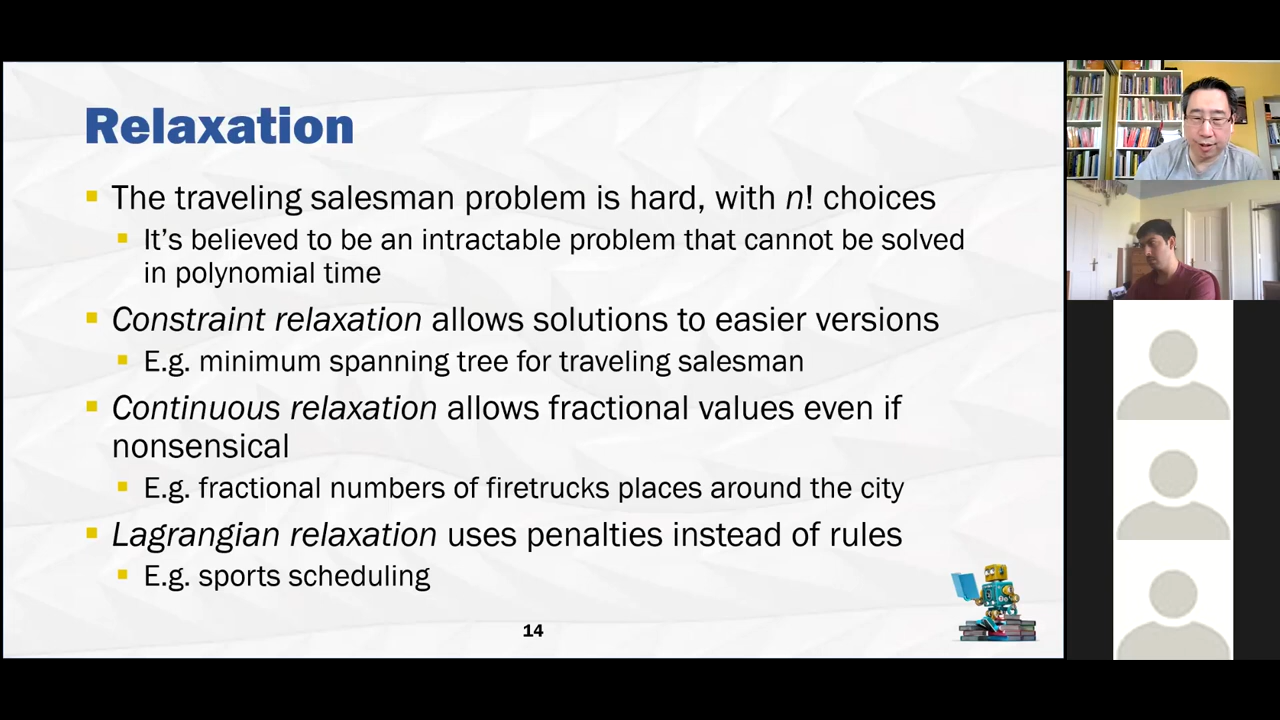 Relaxation
The traveling salesman problem is hard, with n! choices
It's believed to be an intractable problem that cannot be solved
in polynomial time
Constraint relaxation allows solutions to easier versions
E.g. minimum spanning tree for traveling salesman
Continuous relaxation allows fractional values even if
nonsensical
E.g. fractional numbers of firetrucks places around the city
Lagrangian relaxation uses penalties instead of rules
E.g. sports scheduling
14